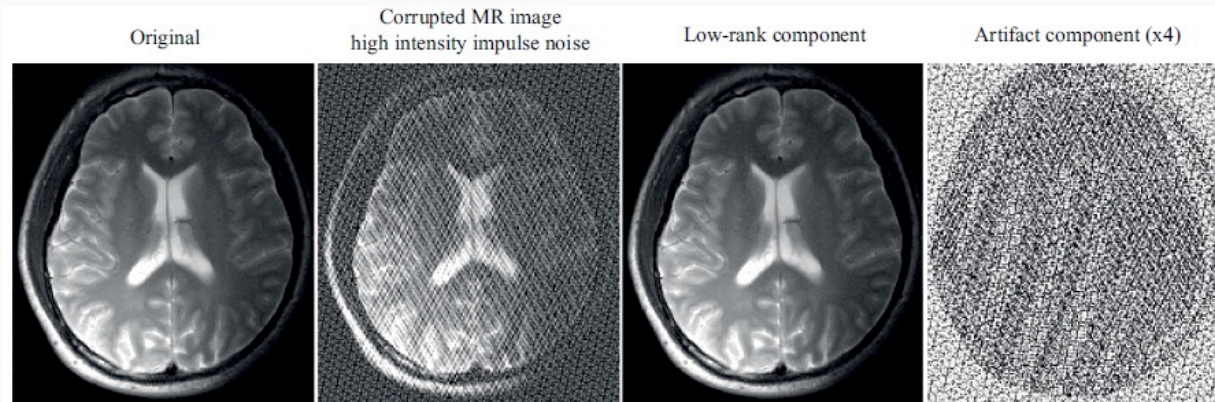 Original
Corrupted MR image
high intensity impulse noise
Low-rank component
Artifact component (x4)